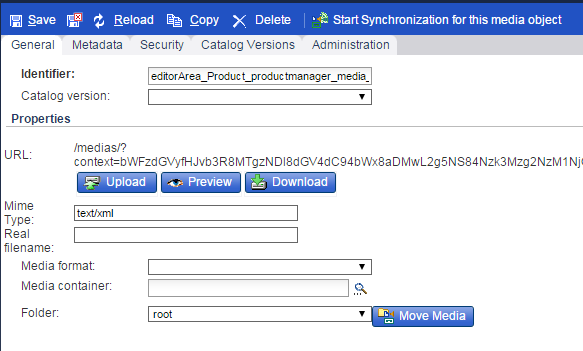 Save Reload Copy Delete Start Synchronization for this media object
General Metadata Security Catalog Versions Administration
Identifier: editorArea_Product_productmanager_media_
Catalog version:
Properties
URL: /medias/?
context=bWFzdGVyfHJvb3R8MTgzNDI8dGV4dC94bWx8aDMwL2g5NS84Nzk3Mzg2NzM1Nj
Upload Preview Download
Mime Type: text/xml
Real filename:
Media format:
Media container:
Folder: root Move Media